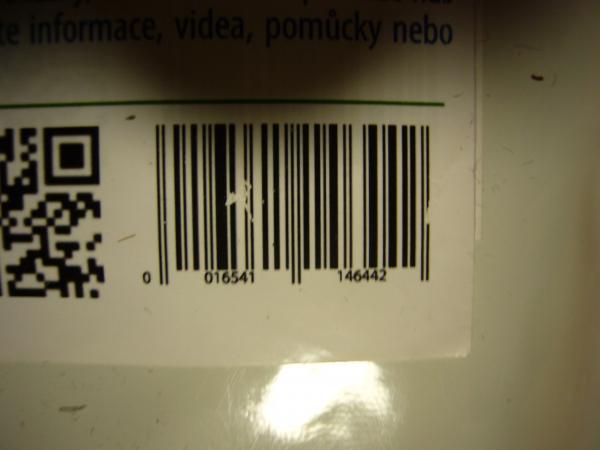 te informace, videa, pomůcky nebo
0 016541 146442